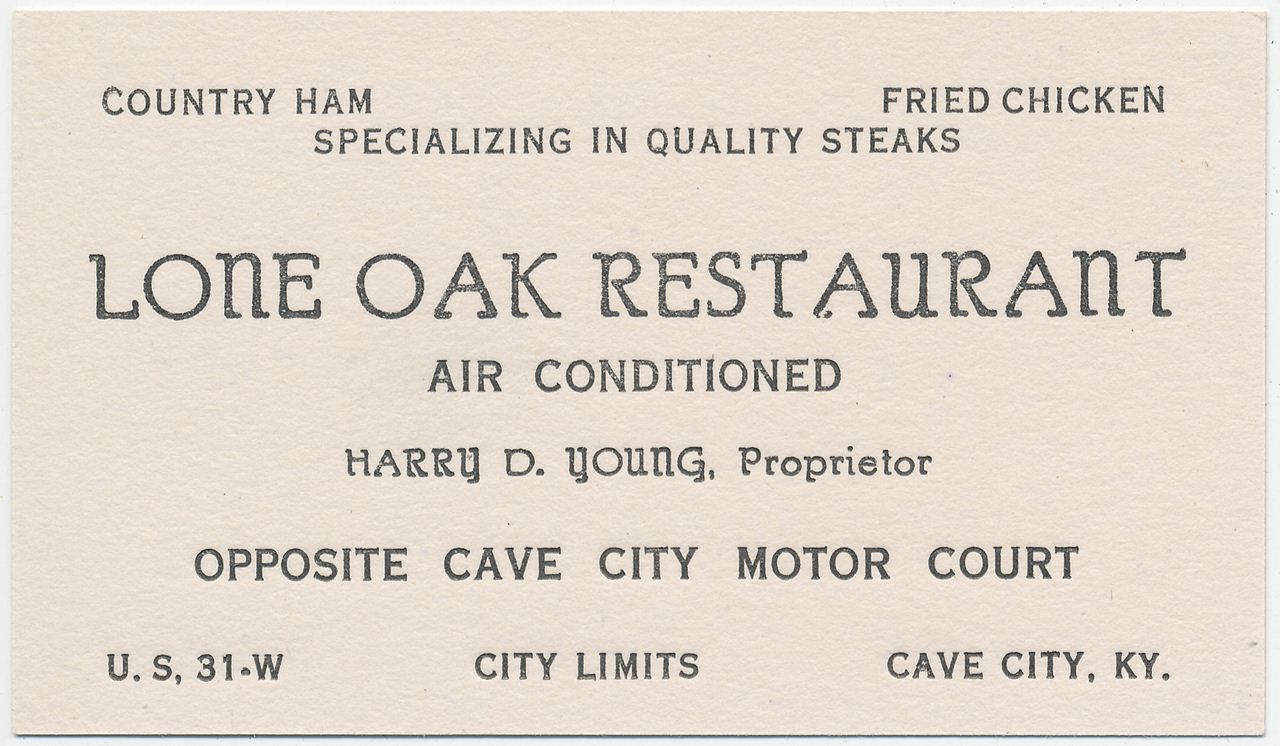 COUNTRY HAM FRIED CHICKEN
SPECIALIZING IN QUALITY STEAKS
LONE OAK RESTAURANT
AIR CONDITIONED
HARRY D. YOUNG, Proprietor
OPPOSITE CAVE CITY MOTOR COURT
U. S, 31-W CITY LIMITS CAVE CITY, KY.